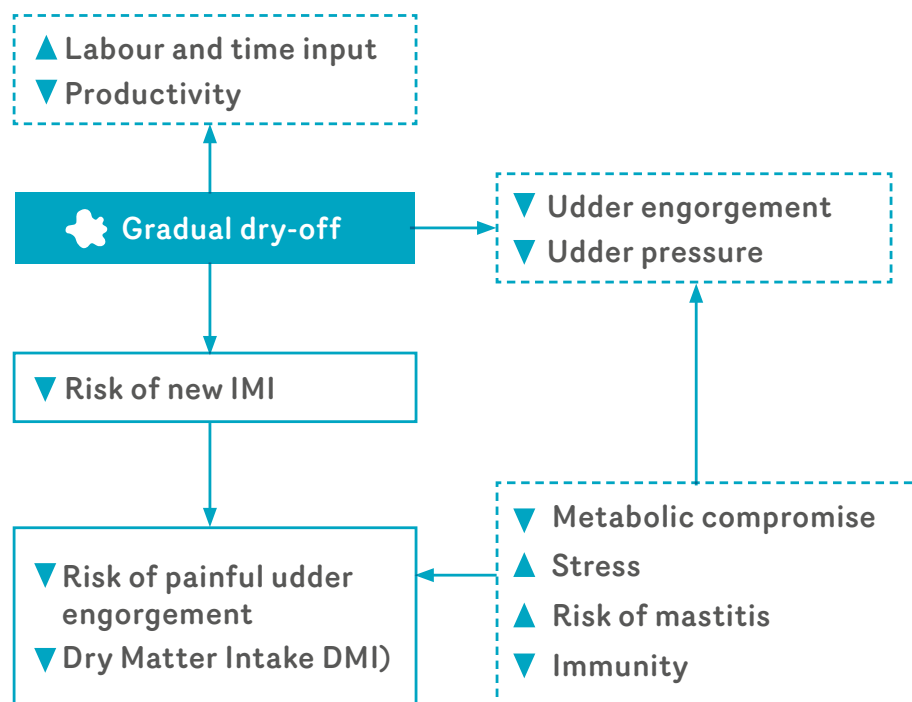 ▲ Labour and time input
▼ Productivity
Gradual dry-off
▼ Udder engorgement
▼ Udder pressure
▼ Risk of new IMI
▼ Risk of painful udder
engorgement
▼ Dry Matter Intake DMI)
▼ Metabolic compromise
▲ Stress
▲ Risk of mastitis
▼ Immunity